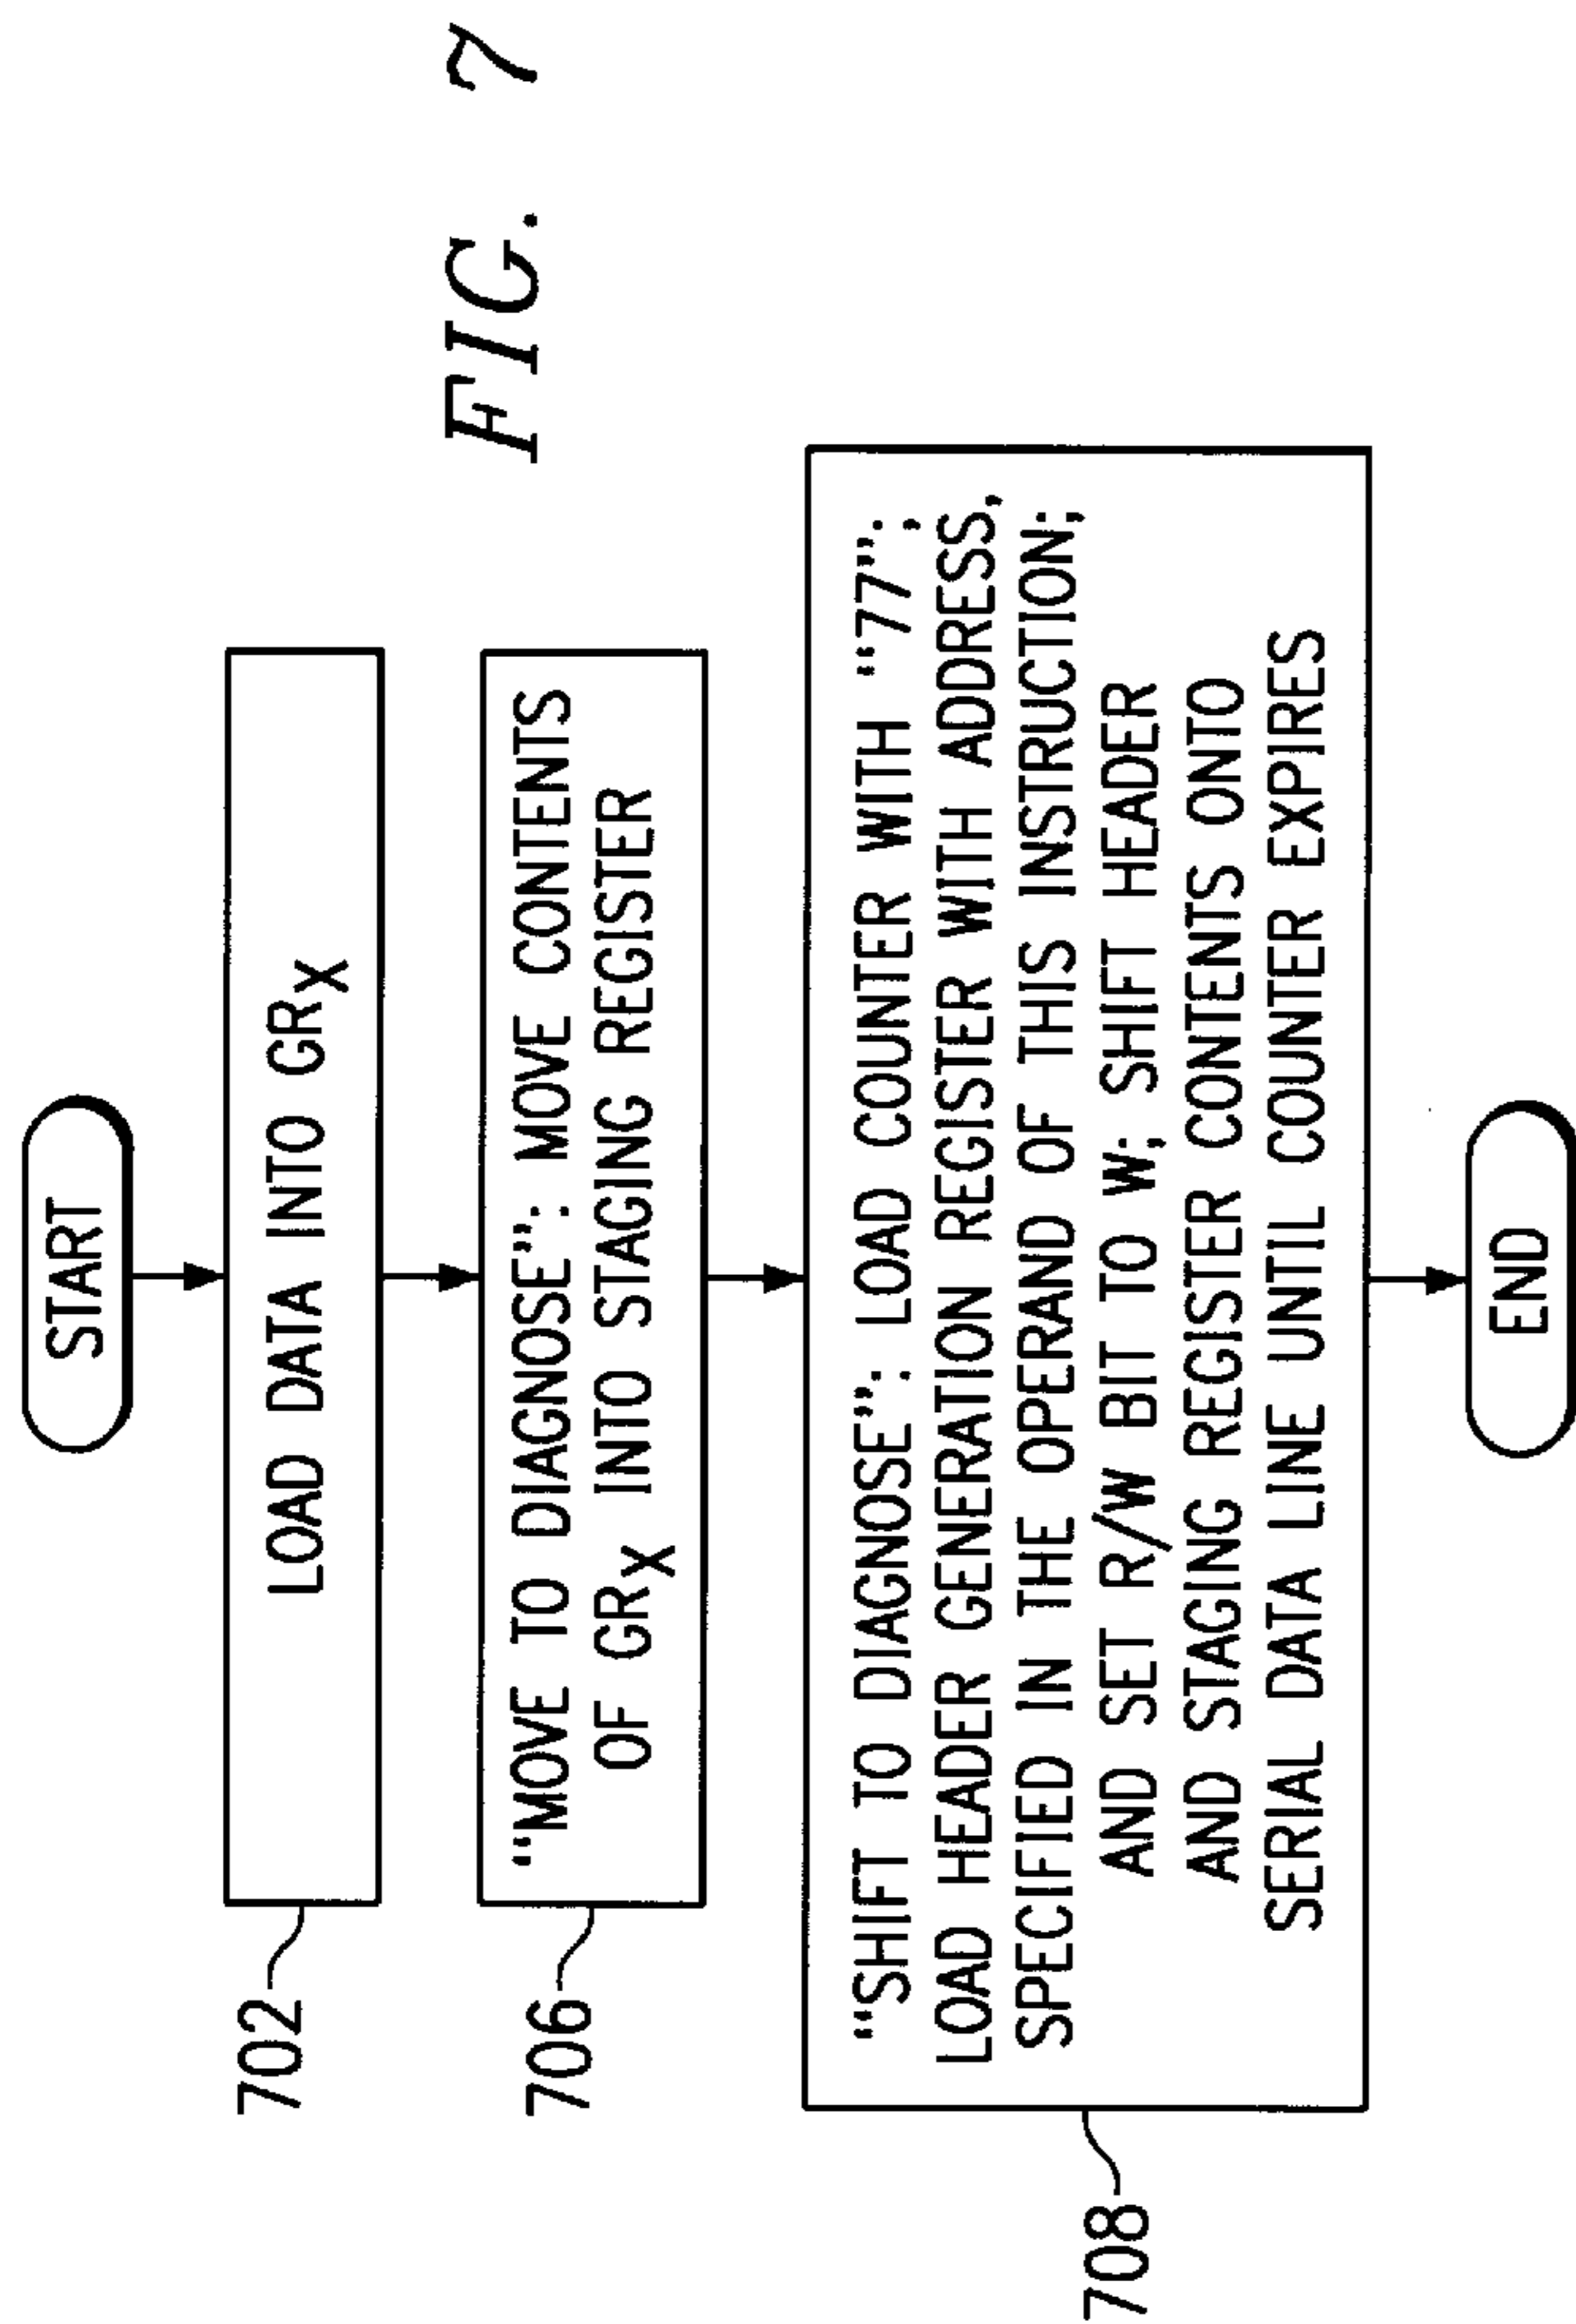 START
702
LOAD DATA INTO GRX
706
"MOVE TO DIAGNOSE": MOVE CONTENTS
OF GRX INTO STAGING REGISTER
708
"SHIFT TO DIAGNOSE": LOAD COUNTER WITH "77";
LOAD HEADER GENERATION REGISTER WITH ADDRESS,
SPECIFIED IN THE OPERAND OF THIS INSTRUCTION;
AND SET R/W BIT TO W; SHIFT HEADER
AND STAGING REGISTER CONTENTS ONTO
SERIAL DATA LINE UNTIL COUNTER EXPIRES
END
FIG. 7